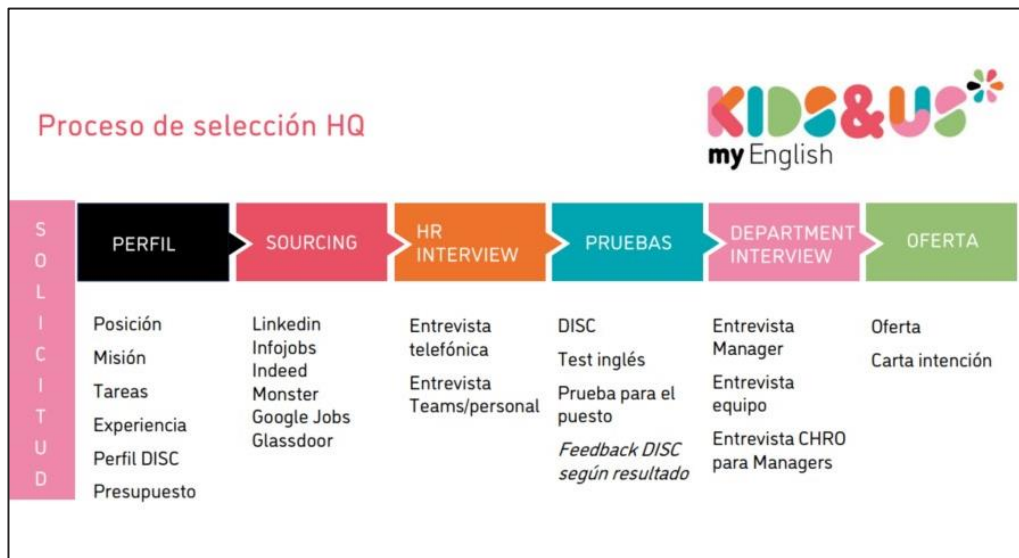 Proceso de selección HQ
KIDS&US
my English
SOLICITUD
PERFIL
Posición
Misión
Tareas
Experiencia
Perfil DISC
Presupuesto
SOURCING
Linkedin
Infojobs
Indeed
Monster
Google Jobs
Glassdoor
HR
INTERVIEW
Entrevista
telefónica
Entrevista
Teams/personal
PRUEBAS
DISC
Test inglés
Prueba para el
puesto
Feedback DISC
según resultado
DEPARTMENT
INTERVIEW
Entrevista
Manager
Entrevista
equipo
Entrevista CHRO
para Managers
OFERTA
Oferta
Carta intención